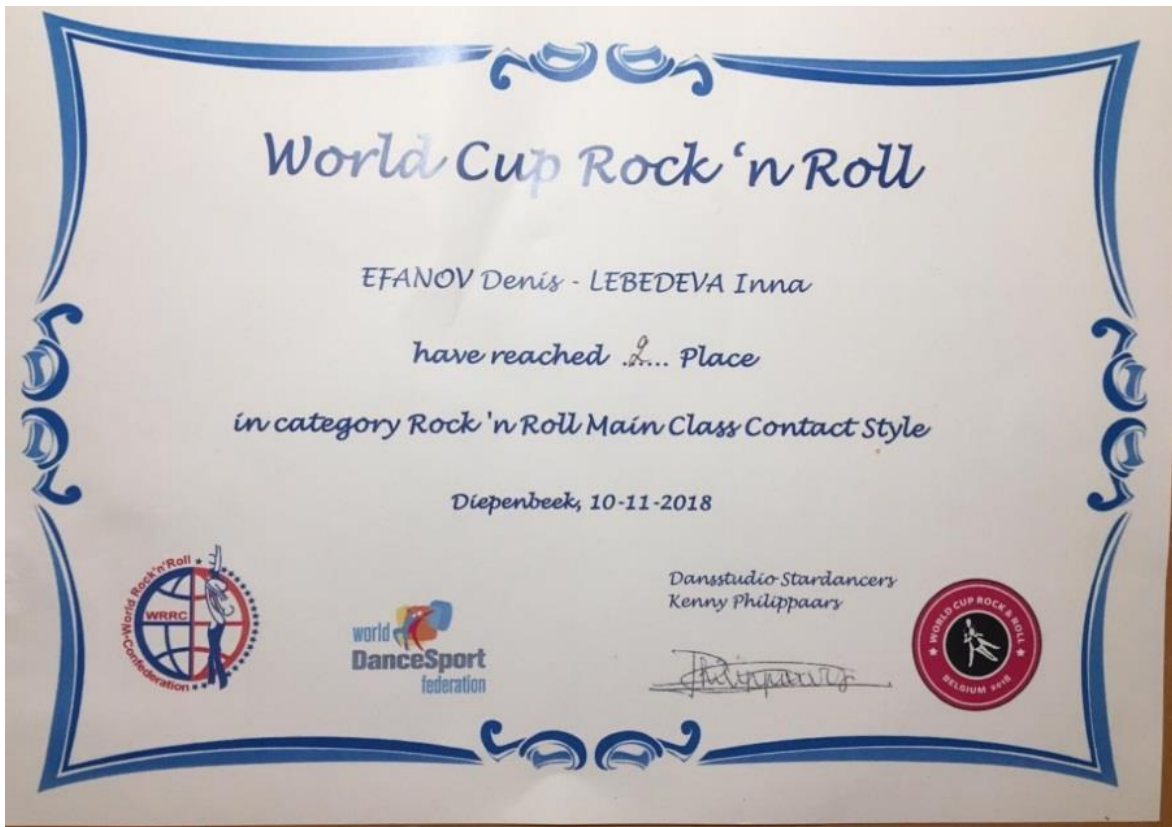 World Cup Rock ‘n Roll
EFANOV Denis - LEBEDEVA Inna
have reached .2... Place
in category Rock 'n Roll Main Class Contact Style
Diepenbeek, 10-11-2018
Dansstudio Stardancers
Kenny Philippaars
Philippaars
World Rock'n'Roll
WRRC
Confederation
world
DanceSport
federation
WORLD CUP ROCK & ROLL
BELGIUM 2018